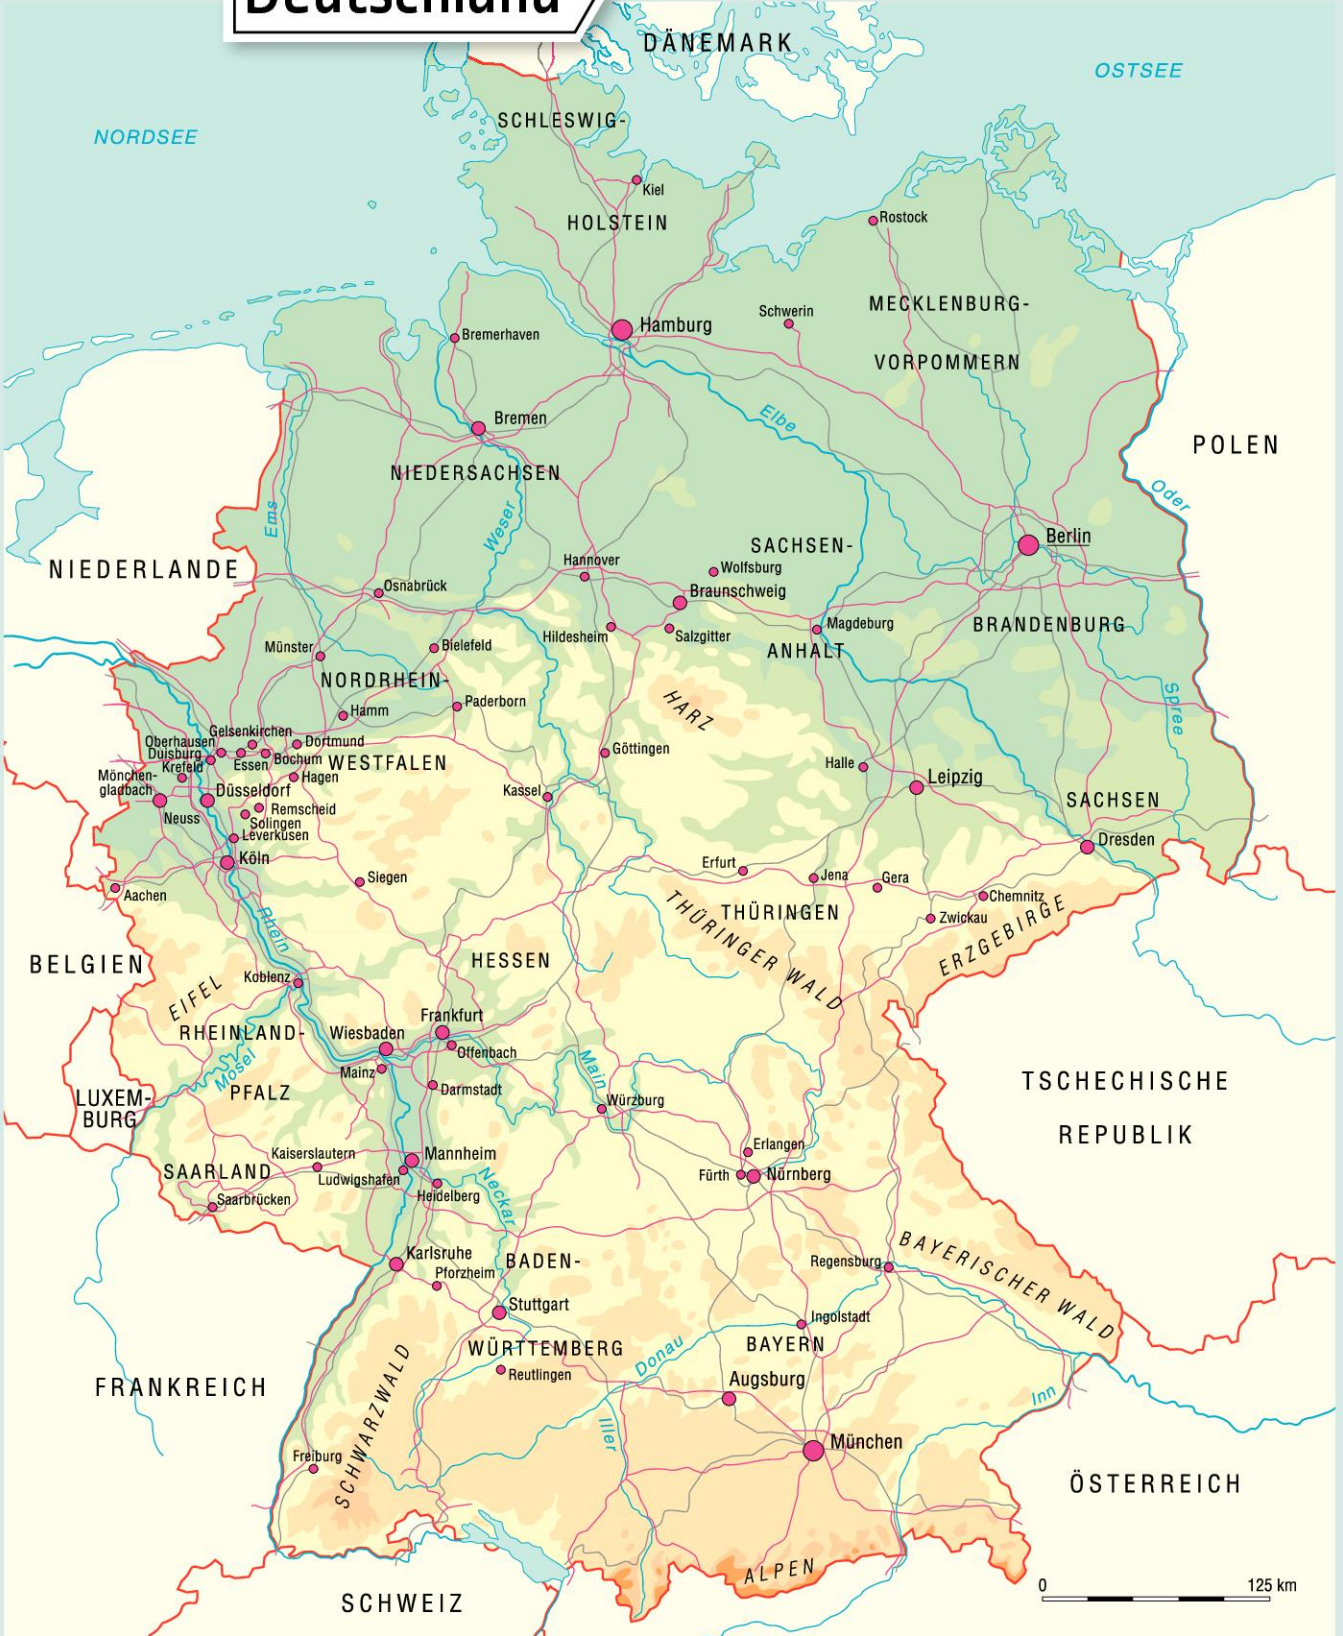 Deutschland
DÄNEMARK
OSTSEE
NORDSEE
SCHLESWIG-
Kiel
HOLSTEIN
Rostock
MECKLENBURG-
Schwerin
Hamburg
Bremerhaven
VORPOMMERN
Elbe
Bremen
POLEN
NIEDERSACHSEN
Oder
Ems
Weser
Berlin
SACHSEN-
Hannover
NIEDERLANDE
Wolfsburg
Osnabrück
Braunschweig
Magdeburg
BRANDENBURG
Hildesheim
Salzgitter
Münster
Bielefeld
ANHALT
NORDRHEIN-
Paderborn
Hamm
HARZ
Spree
Gelsenkirchen
Oberhausen
Dortmund
Duisburg
Göttingen
Bochum
WESTFALEN
Essen
Krefeld
Halle
Mönchen-
gladbach
Hagen
Leipzig
Düsseldorf
Kassel
SACHSEN
Remscheid
Neuss
Solingen
Leverkusen
Dresden
Köln
Erfurt
Siegen
Jena
Gera
Aachen
Chemnitz
THÜRINGEN
Zwickau
Rhein
THÜRINGER WALD
ERZGEBIRGE
BELGIEN
HESSEN
Koblenz
EIFEL
Frankfurt
RHEINLAND-
Wiesbaden
Offenbach
Mosel
Mainz
Main
TSCHECHISCHE
Darmstadt
PFALZ
LUXEM-
BURG
Würzburg
REPUBLIK
Erlangen
Kaiserslautern
Mannheim
SAARLAND
Ludwigshafen
Fürth
Nürnberg
Heidelberg
Neckar
Saarbrücken
Karlsruhe
BADEN-
Regensburg
BAYERISCHER WALD
Pforzheim
Stuttgart
Ingolstadt
WÜRTTEMBERG
Donau
BAYERN
Reutlingen
Augsburg
FRANKREICH
Inn
SCHWARZWALD
Iller
München
Freiburg
ÖSTERREICH
ALPEN
0
125 km
SCHWEIZ